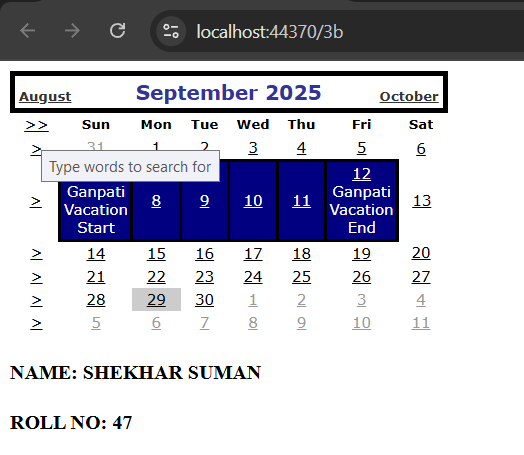 localhost:44370/3b
August September 2025 October
>> Sun Mon Tue Wed Thu Fri Sat
> 31 1 2 3 4 5 6
Type words to search for
> Ganpati Vacation Start 8 9 10 11 12 Ganpati Vacation End 13
> 14 15 16 17 18 19 20
> 21 22 23 24 25 26 27
> 28 29 30 1 2 3 4
> 5 6 7 8 9 10 11
NAME: SHEKHAR SUMAN
ROLL NO: 47